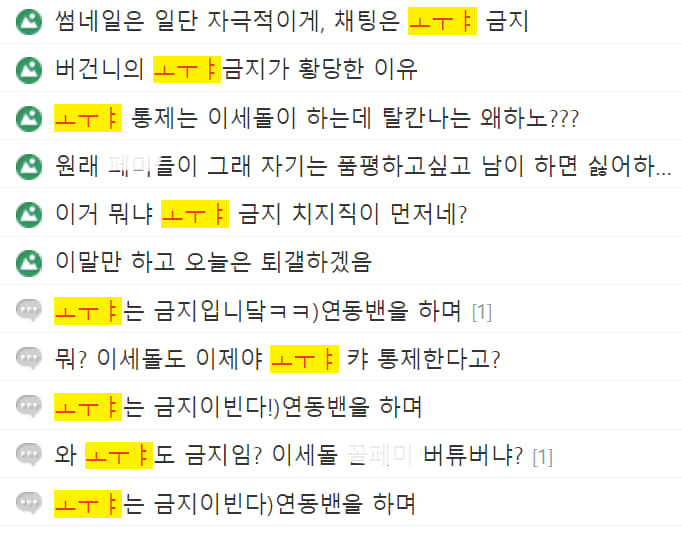 썸네일은 일단 자극적이게, 채팅은 ㅗㅜㅑ 금지
버건니의 ㅗㅜㅑ금지가 황당한 이유
ㅗㅜㅑ 통제는 이세돌이 하는데 탈칸나는 왜하노???
원래 페미들이 그래 자기는 품평하고싶고 남이 하면 싫어하...
이거 뭐냐 ㅗㅜㅑ 금지 치지직이 먼저네?
이말만 하고 오늘은 퇴갤하겠음
ㅗㅜㅑ는 금지입니닼ㅋㅋ)연동밴을 하며 [1]
뭐? 이세돌도 이제야 ㅗㅜㅑ 캬 통제한다고?
ㅗㅜㅑ는 금지이빈다!)연동밴을 하며
와 ㅗㅜㅑ도 금지임? 이세돌 꼴페미 버튜버냐? [1]
ㅗㅜㅑ는 금지이빈다)연동밴을 하며